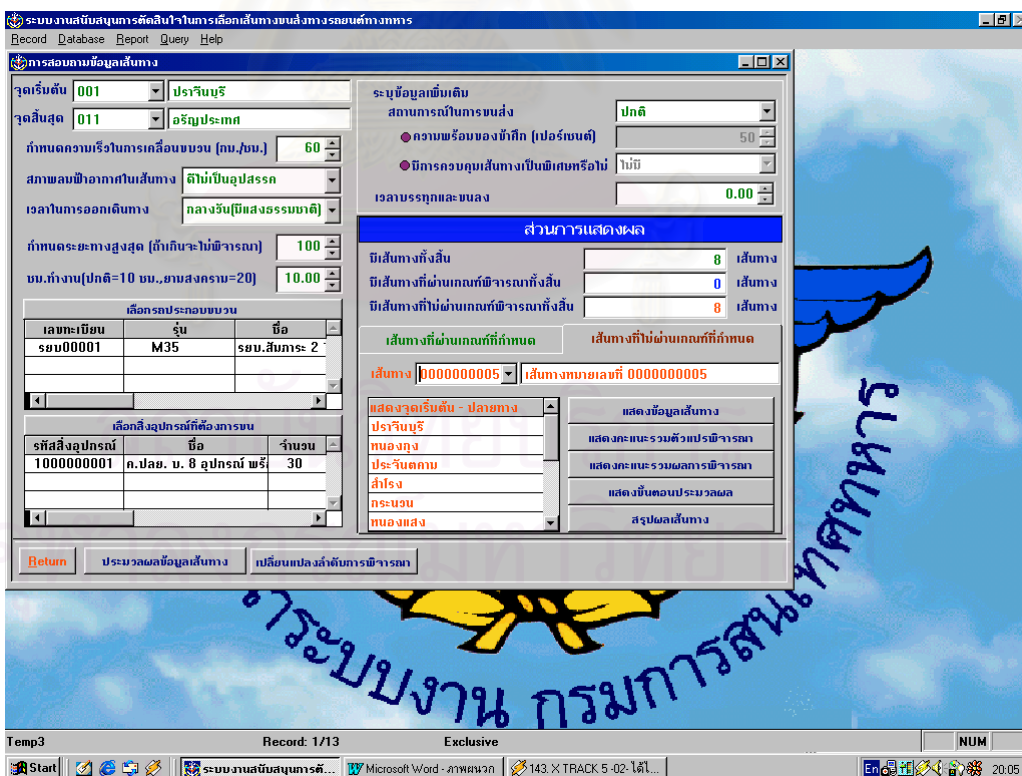 ระบบงานสนับสนุนการตัดสินใจในการเลือกเส้นทางขนส่งทางรถยนต์ทางทหาร
Record Database Report Query Help
การสอบถามข้อมูลเส้นทาง
จุดเริ่มต้น 001 ปราจีนบุรี
จุดสิ้นสุด 011 อรัญประเทศ
กำหนดความเร็วในการเคลื่อนขบวน (กม./ชม.) 60
สภาพลมฟ้าอากาศในเส้นทาง ดีไม่เป็นอุปสรรค
เวลาในการออกเดินทาง กลางวัน(มีแสงธรรมชาติ)
กำหนดระยะทางสูงสุด (ถ้าเกินจะไม่พิจารณา) 100
ชม.ทำงาน(ปกติ=10 ชม.,ยามสงคราม=20) 10.00
เลือกรถประกอบขบวน
เลขทะเบียน รุ่น ชื่อ
รยบ00001 M35 รยบ.สัมภาระ 2
เลือกสิ่งอุปกรณ์ที่ต้องการขน
รหัสสิ่งอุปกรณ์ ชื่อ จำนวน
1000000001 ค.ปลย. บ. 8 อุปกรณ์ พร้ 30
ระบุข้อมูลเพิ่มเติม
สถานการณ์ในการขนส่ง ปกติ
ความพร้อมของข้าศึก (เปอร์เซนต์) 50
มีการควบคุมเส้นทางเป็นพิเศษหรือไม่ ไม่มี
เวลาบรรทุกและขนลง 0.00
ส่วนการแสดงผล
มีเส้นทางทั้งสิ้น 8 เส้นทาง
มีเส้นทางที่ผ่านเกณฑ์พิจารณาทั้งสิ้น 0 เส้นทาง
มีเส้นทางที่ไม่ผ่านเกณฑ์พิจารณาทั้งสิ้น 8 เส้นทาง
เส้นทางที่ผ่านเกณฑ์ที่กำหนด เส้นทางที่ไม่ผ่านเกณฑ์ที่กำหนด
เส้นทาง 0000000005 เส้นทางหมายเลขที่ 0000000005
แสดงจุดเริ่มต้น - ปลายทาง
ปราจีนบุรี
หนองกุง
ประจันตคาม
สำโรง
กระนวน
หนองแสง
แสดงข้อมูลเส้นทาง
แสดงคะแนะรวมตัวแปรพิจารณา
แสดงคะแนะรวมผลการพิจารณา
แสดงขั้นตอนประมวลผล
สรุปผลเส้นทาง
Return ประมวลผลข้อมูลเส้นทาง เปลี่ยนแปลงลำดับการพิจารณา
ระบบงาน กรมการสนเทศทหาร
Temp3 Record: 1/13 Exclusive NUM
Start ระบบงานสนับสนุนการตั... Microsoft Word - ภาพผนวก 143. X TRACK 5 -02- ได้ไ... En 20:05